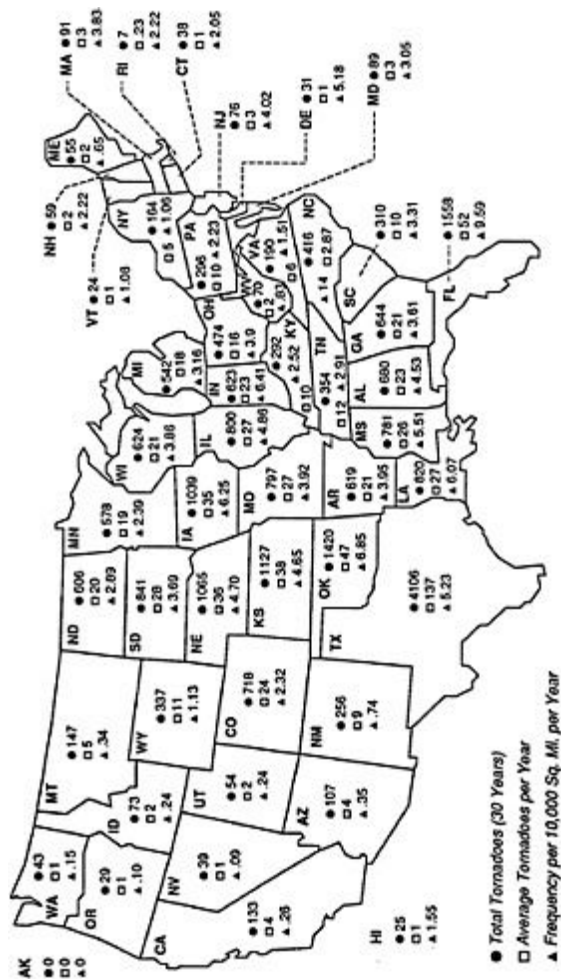 AK
●0
□0
▲0
WA
●43
□1
▲.15
OR
●29
□1
▲.10
CA
●133
□4
▲.26
HI
●25
□1
▲1.55
NV
●39
□1
▲.09
ID
●73
□2
▲.24
MT
●147
□5
▲.34
WY
●337
□11
▲1.13
UT
●54
□2
▲.24
AZ
●107
□4
▲.35
CO
●718
□24
▲2.32
NM
●256
□9
▲.74
ND
●606
□20
▲2.89
SD
●841
□28
▲3.69
NE
●1065
□36
▲4.70
KS
●1127
□38
▲4.65
OK
●1420
□47
▲6.85
TX
●4106
□137
▲5.23
MN
●578
□19
▲2.39
IA
●1039
□35
▲6.25
MO
●797
□27
▲3.92
AR
●619
□21
▲3.95
LA
●820
□27
▲6.07
WI
●624
□21
▲3.86
IL
●800
□27
▲4.86
MS
●781
□26
▲5.51
MI
●542
□18
▲3.16
IN
●623
□23
▲6.41
OH
●474
□16
▲3.9
KY
●292
□10
▲2.52
TN
●354
□12
▲2.91
AL
●680
□23
▲4.53
GA
●644
□21
▲3.61
FL
●1558
□52
▲9.59
SC
●310
□10
▲3.31
NC
●416
□14
▲2.87
VA
●190
□6
▲1.51
WV
●70
□2
▲.83
PA
●296
□10
▲2.23
NY
●164
□5
▲1.06
VT
●24
□1
▲1.08
NH
●59
□2
▲2.22
ME
●55
□2
▲.65
MA
●91
□3
▲3.83
RI
●7
□.23
▲2.22
CT
●38
□1
▲2.05
NJ
●76
□3
▲4.02
DE
●31
□1
▲5.18
MD
●89
□3
▲3.05
● Total Tornadoes (30 Years)
□ Average Tornadoes per Year
▲ Frequency per 10,000 Sq. Mi. per Year